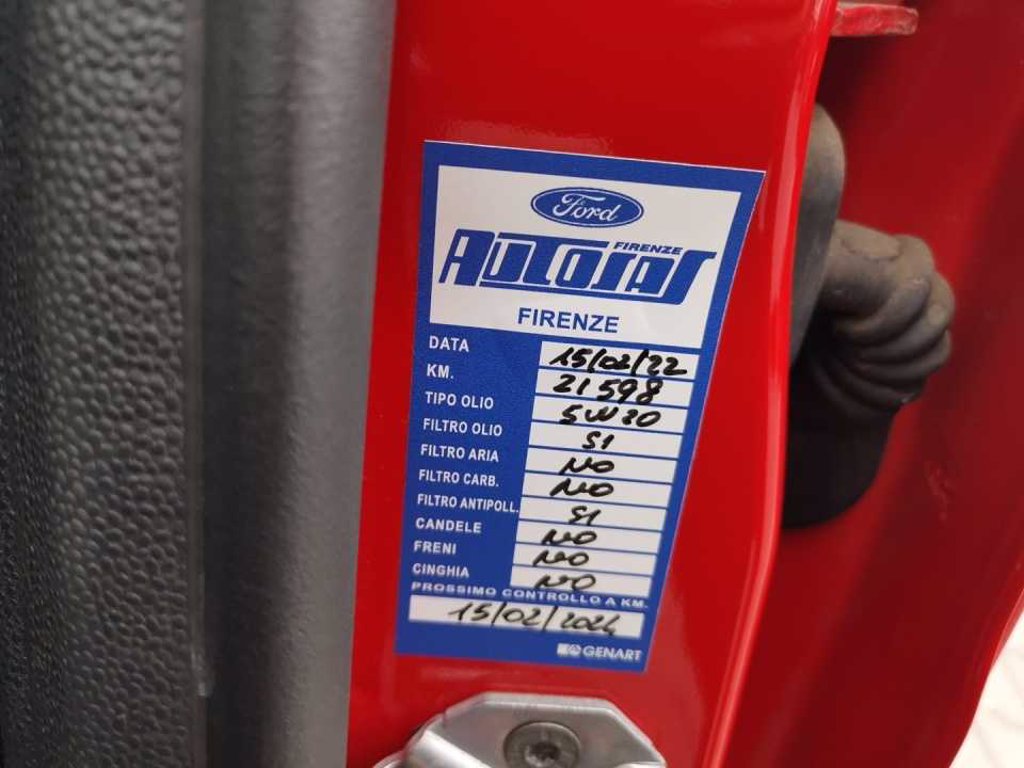 Ford
FIRENZE
AUTOSAS
FIRENZE
DATA 15/02/22
KM. 21598
TIPO OLIO 5W20
FILTRO OLIO SI
FILTRO ARIA NO
FILTRO CARB. NO
FILTRO ANTIPOLL. SI
CANDELE NO
FRENI NO
CINGHIA NO
PROSSIMO CONTROLLO A KM.
15/02/2024
GENART